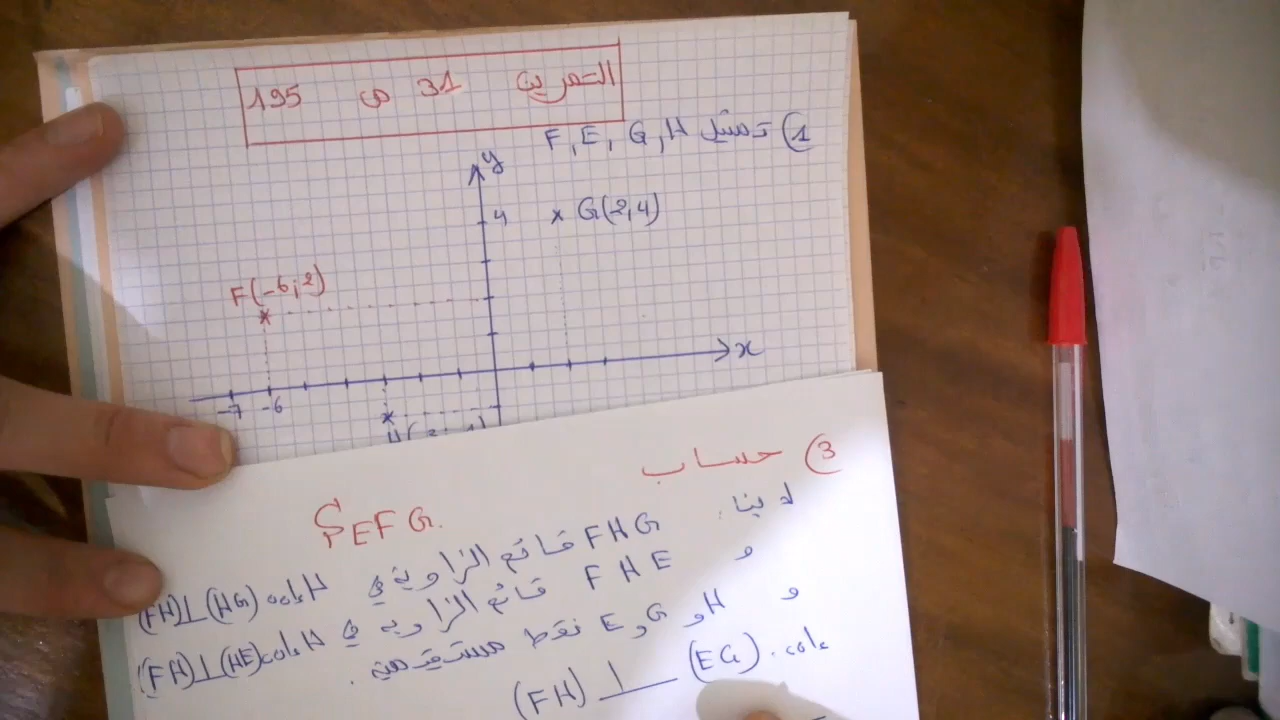 التمرين 31 ص 195
1) تمثيل F, E, G, H
y
4
G(2,4)
F(-6;2)
x
-7 -6
3) حساب
S EFG.
لدينا:
FHG قائم الزاوية في H ومنه (FH)⊥(HG)
و
FHE قائم الزاوية في H ومنه (FH)⊥(HE)
و H و G و E نقط مستقيمية.
ومنه. (EG) ⊥ (FH)